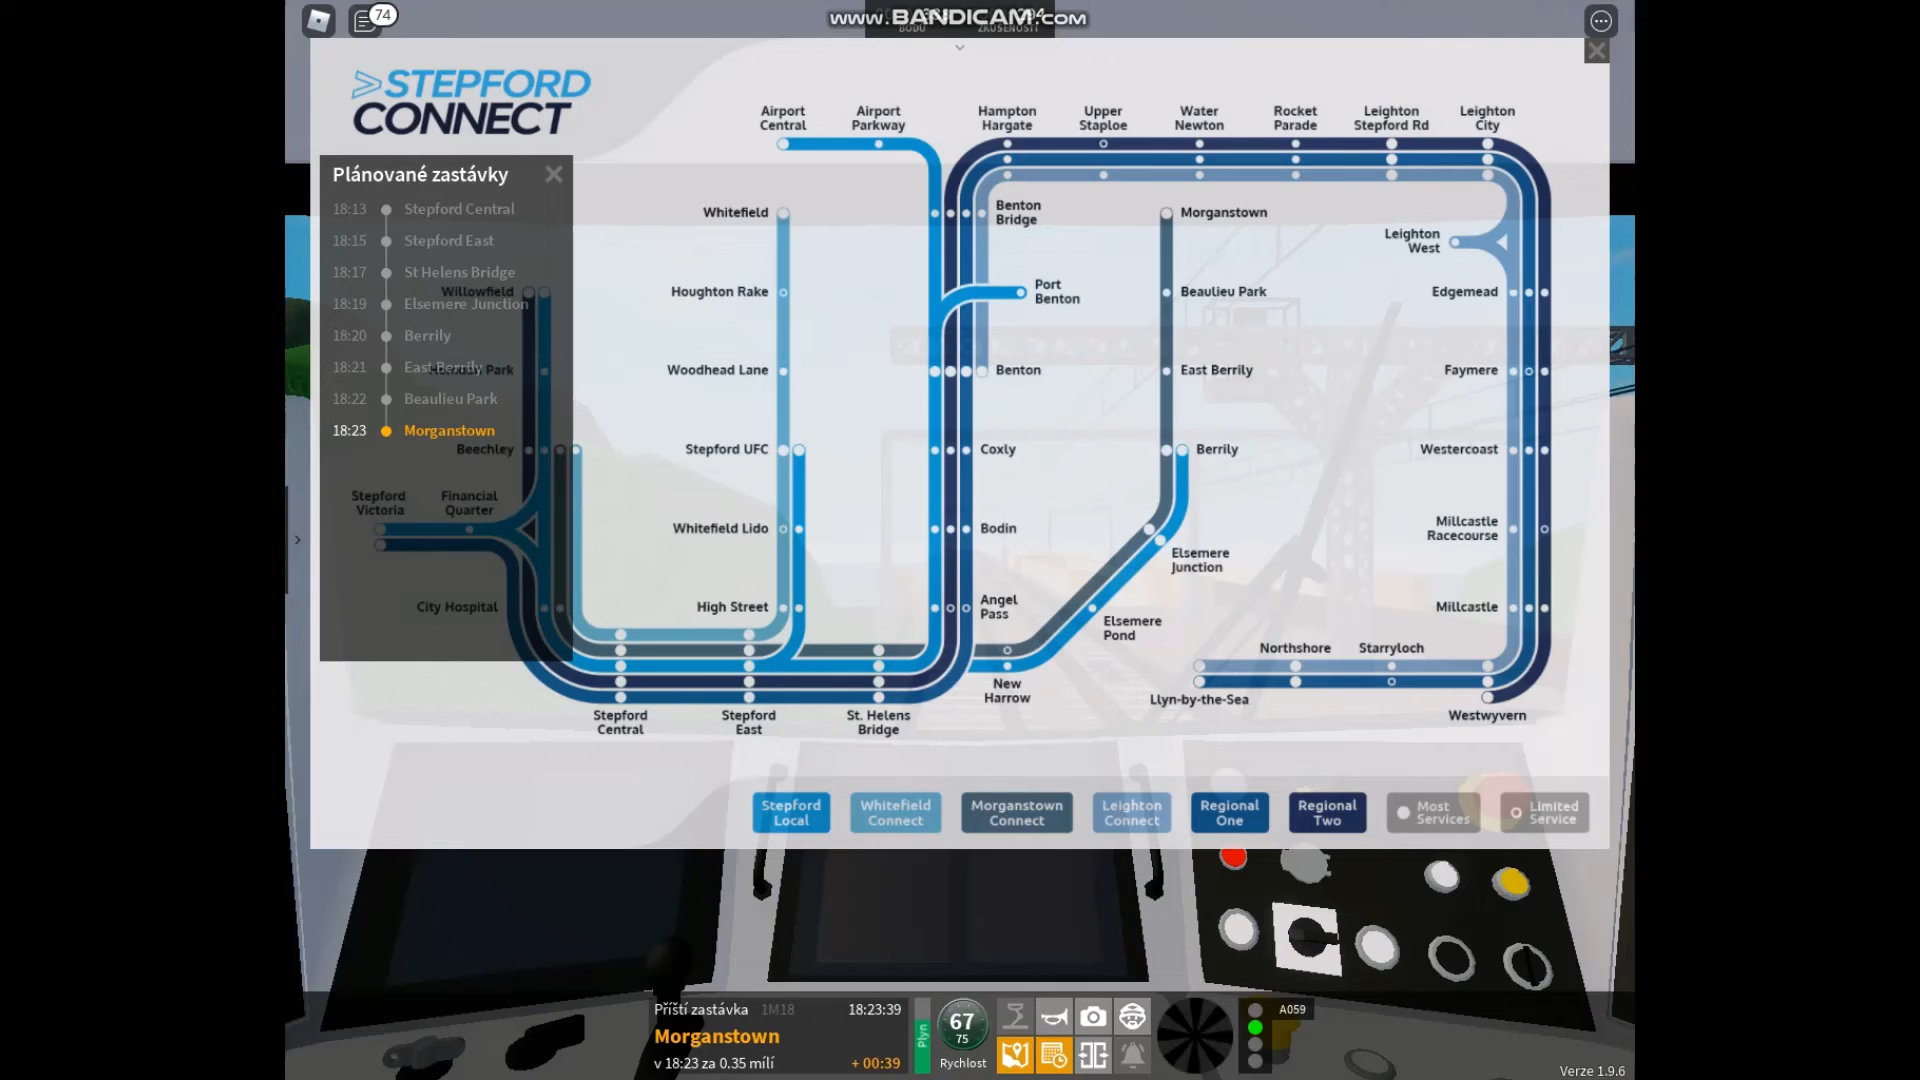 74
www.BANDICAM.com
BODŮ
ZKUŠENOSTI
STEPFORD
CONNECT
Airport
Central
Airport
Parkway
Hampton
Hargate
Upper
Staploe
Water
Newton
Rocket
Parade
Leighton
Stepford Rd
Leighton
City
Plánované zastávky
18:13 Stepford Central
18:15 Stepford East
18:17 St Helens Bridge
18:19 Elsemere Junction
18:20 Berrily
18:21 East Berrily
18:22 Beaulieu Park
18:23 Morganstown
Willowfield
Park
Beechley
Stepford
Victoria
Financial
Quarter
City Hospital
Whitefield
Houghton Rake
Woodhead Lane
Stepford UFC
Whitefield Lido
High Street
Benton
Bridge
Port
Benton
Benton
Coxly
Bodin
Angel
Pass
Morganstown
Beaulieu Park
East Berrily
Berrily
Elsemere
Junction
Elsemere
Pond
New
Harrow
Leighton
West
Edgemead
Faymere
Westercoast
Millcastle
Racecourse
Millcastle
Northshore
Starryloch
Llyn-by-the-Sea
Westwyvern
Stepford
Central
Stepford
East
St. Helens
Bridge
Stepford
Local
Whitefield
Connect
Morganstown
Connect
Leighton
Connect
Regional
One
Regional
Two
Most
Services
Limited
Service
Příští zastávka 1M18 18:23:39
Morganstown
v 18:23 za 0.35 mílí + 00:39
Plyn
67
75
Rychlost
A059
Verze 1.9.6